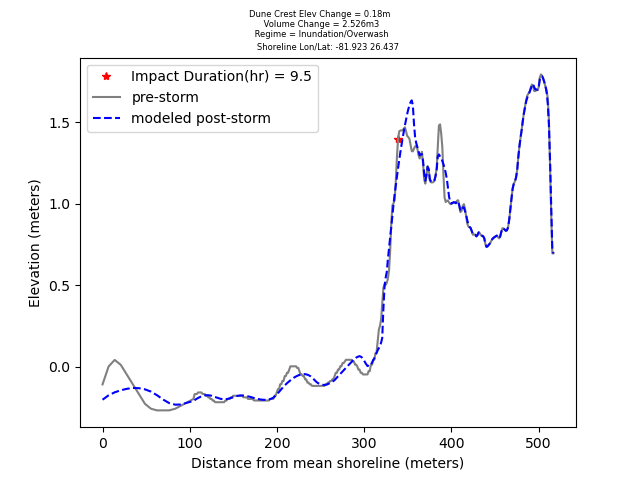 Dune Crest Elev Change = 0.18m
Volume Change = 2.526m3
Regime = Inundation/Overwash
Shoreline Lon/Lat: -81.923 26.437
Impact Duration(hr) = 9.5
pre-storm
modeled post-storm
Elevation (meters)
1.5
1.0
0.5
0.0
0 100 200 300 400 500
Distance from mean shoreline (meters)